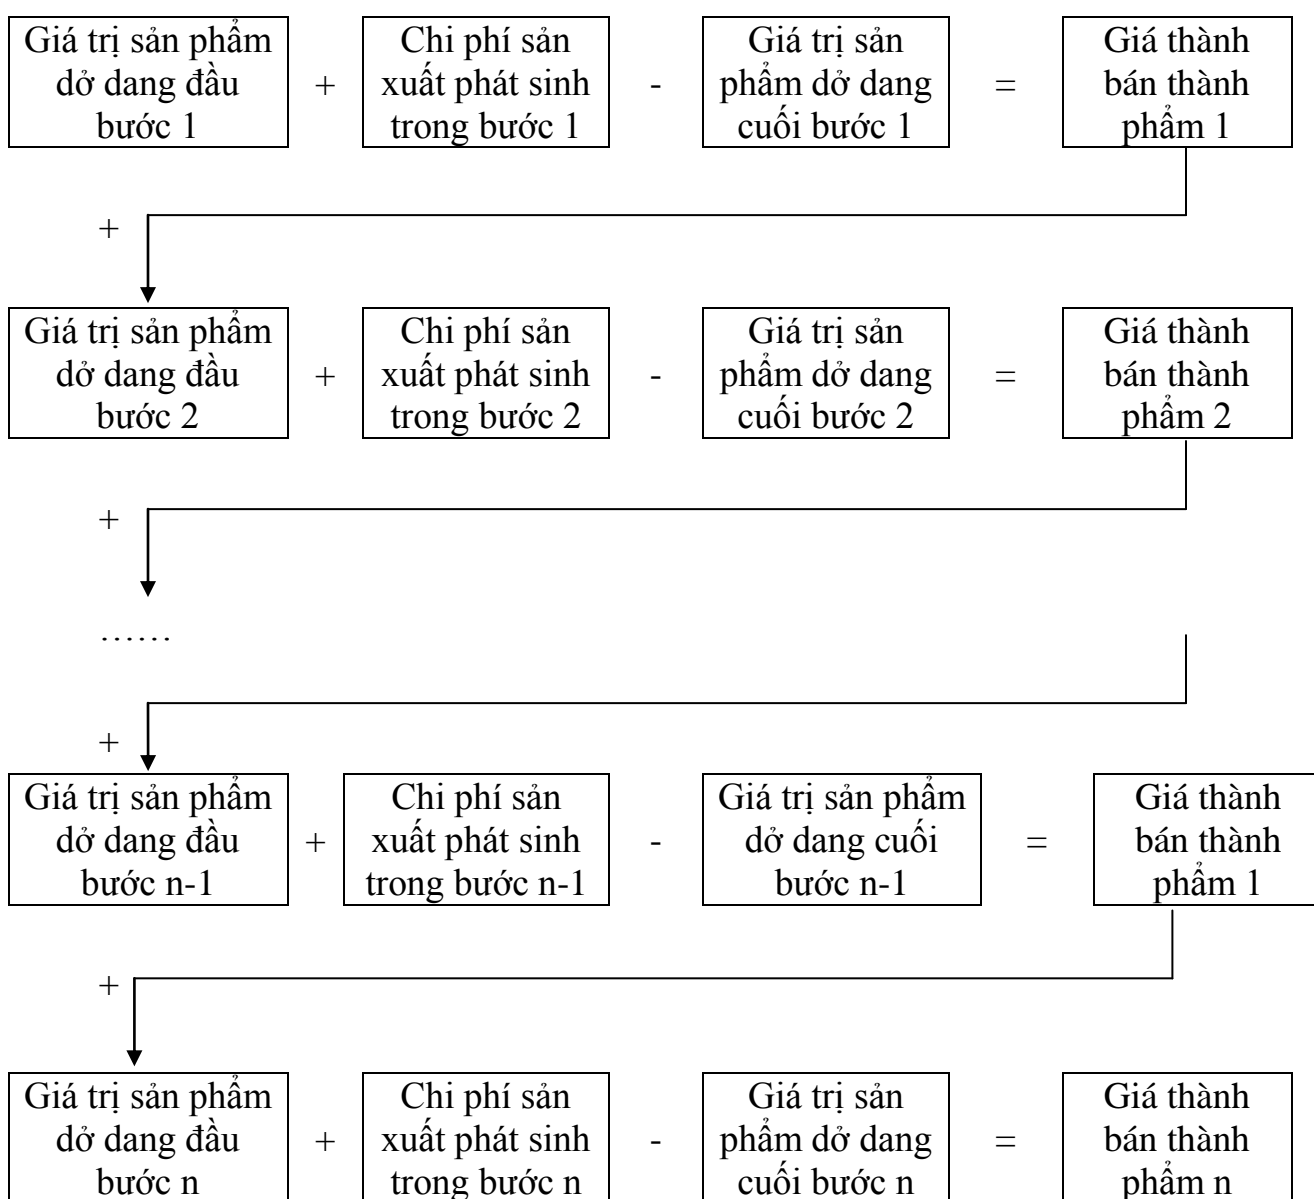 Giá trị sản phẩm
dở dang đầu
bước 1
+
Chi phí sản
xuất phát sinh
trong bước 1
-
Giá trị sản
phẩm dở dang
cuối bước 1
=
Giá thành
bán thành
phẩm 1
+
Giá trị sản phẩm
dở dang đầu
bước 2
+
Chi phí sản
xuất phát sinh
trong bước 2
-
Giá trị sản
phẩm dở dang
cuối bước 2
=
Giá thành
bán thành
phẩm 2
+
……
+
Giá trị sản phẩm
dở dang đầu
bước n-1
+
Chi phí sản
xuất phát sinh
trong bước n-1
-
Giá trị sản phẩm
dở dang cuối
bước n-1
=
Giá thành
bán thành
phẩm 1
+
Giá trị sản phẩm
dở dang đầu
bước n
+
Chi phí sản
xuất phát sinh
trong bước n
-
Giá trị sản
phẩm dở dang
cuối bước n
=
Giá thành
bán thành
phẩm n